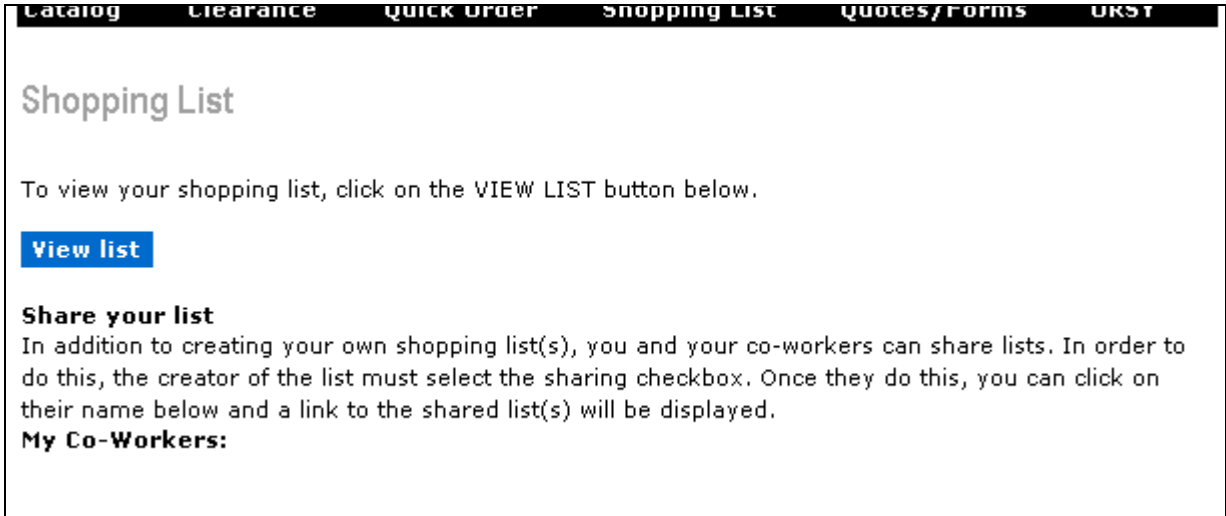 Catalog Clearance Quick Order Shopping List Quotes/Forms
Shopping List
To view your shopping list, click on the VIEW LIST button below.
View list
Share your list
In addition to creating your own shopping list(s), you and your co-workers can share lists. In order to
do this, the creator of the list must select the sharing checkbox. Once they do this, you can click on
their name below and a link to the shared list(s) will be displayed.
My Co-Workers: